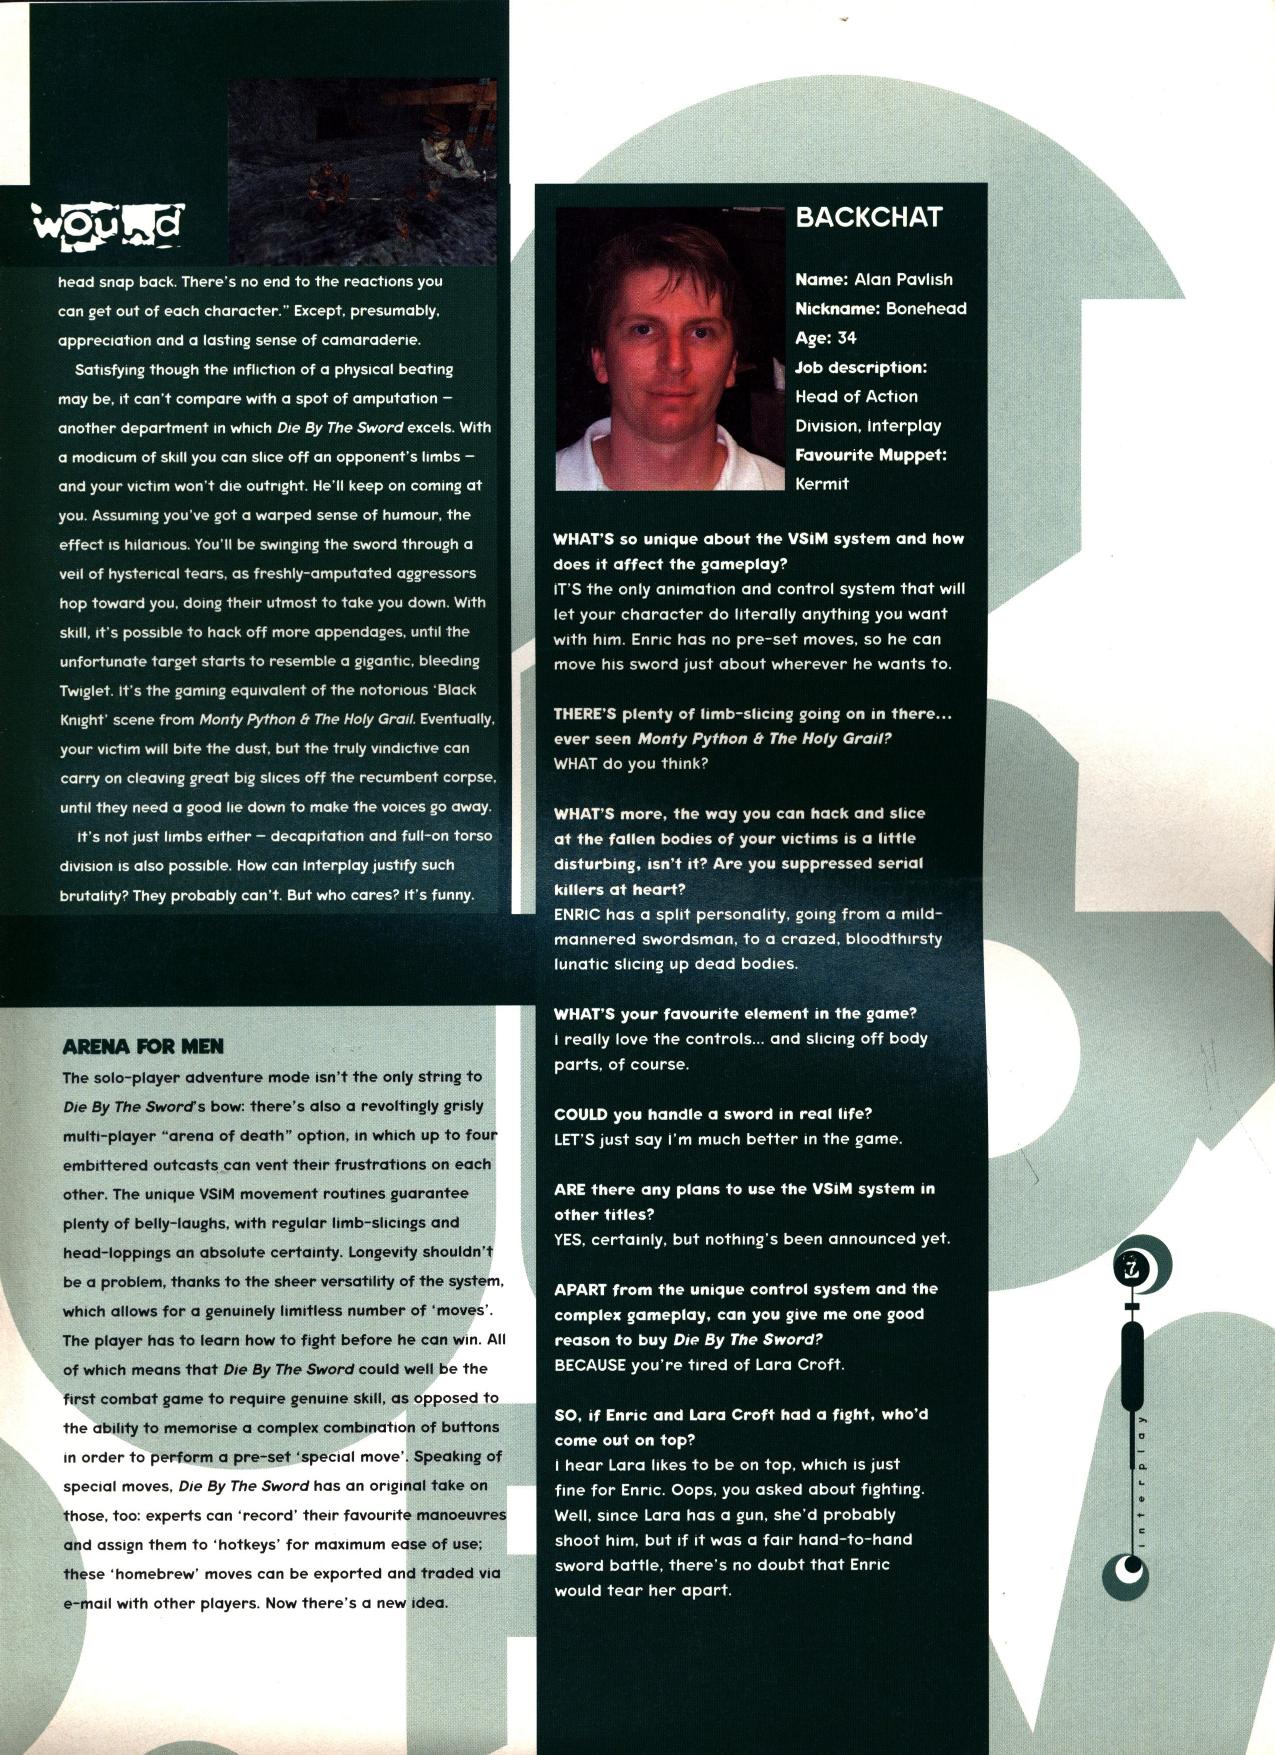 wound
head snap back. There's no end to the reactions you
can get out of each character." Except, presumably,
appreciation and a lasting sense of camaraderie.
Satisfying though the infliction of a physical beating
may be, it can't compare with a spot of amputation –
another department in which Die By The Sword excels. With
a modicum of skill you can slice off an opponent's limbs –
and your victim won't die outright. He'll keep on coming at
you. Assuming you've got a warped sense of humour, the
effect is hilarious. You'll be swinging the sword through a
veil of hysterical tears, as freshly-amputated aggressors
hop toward you, doing their utmost to take you down. With
skill, it's possible to hack off more appendages, until the
unfortunate target starts to resemble a gigantic, bleeding
Twiglet. It's the gaming equivalent of the notorious 'Black
Knight' scene from Monty Python & The Holy Grail. Eventually,
your victim will bite the dust, but the truly vindictive can
carry on cleaving great big slices off the recumbent corpse,
until they need a good lie down to make the voices go away.
It's not just limbs either – decapitation and full-on torso
division is also possible. How can Interplay justify such
brutality? They probably can't. But who cares? It's funny.
ARENA FOR MEN
The solo-player adventure mode isn't the only string to
Die By The Sword's bow: there's also a revoltingly grisly
multi-player "arena of death" option, in which up to four
embittered outcasts can vent their frustrations on each
other. The unique VSIM movement routines guarantee
plenty of belly-laughs, with regular limb-slicings and
head-loppings an absolute certainty. Longevity shouldn't
be a problem, thanks to the sheer versatility of the system,
which allows for a genuinely limitless number of 'moves'.
The player has to learn how to fight before he can win. All
of which means that Die By The Sword could well be the
first combat game to require genuine skill, as opposed to
the ability to memorise a complex combination of buttons
in order to perform a pre-set 'special move'. Speaking of
special moves, Die By The Sword has an original take on
those, too: experts can 'record' their favourite manoeuvres
and assign them to 'hotkeys' for maximum ease of use;
these 'homebrew' moves can be exported and traded via
e-mail with other players. Now there's a new idea.
BACKCHAT
Name: Alan Pavlish
Nickname: Bonehead
Age: 34
Job description:
Head of Action
Division, Interplay
Favourite Muppet:
Kermit
WHAT'S so unique about the VSIM system and how
does it affect the gameplay?
IT'S the only animation and control system that will
let your character do literally anything you want
with him. Enric has no pre-set moves, so he can
move his sword just about wherever he wants to.
THERE'S plenty of limb-slicing going on in there...
ever seen Monty Python & The Holy Grail?
WHAT do you think?
WHAT'S more, the way you can hack and slice
at the fallen bodies of your victims is a little
disturbing, isn't it? Are you suppressed serial
killers at heart?
ENRIC has a split personality, going from a mild-
mannered swordsman, to a crazed, bloodthirsty
lunatic slicing up dead bodies.
WHAT'S your favourite element in the game?
I really love the controls... and slicing off body
parts, of course.
COULD you handle a sword in real life?
LET'S just say I'm much better in the game.
ARE there any plans to use the VSIM system in
other titles?
YES, certainly, but nothing's been announced yet.
APART from the unique control system and the
complex gameplay, can you give me one good
reason to buy Die By The Sword?
BECAUSE you're tired of Lara Croft.
SO, if Enric and Lara Croft had a fight, who'd
come out on top?
I hear Lara likes to be on top, which is just
fine for Enric. Oops, you asked about fighting.
Well, since Lara has a gun, she'd probably
shoot him, but if it was a fair hand-to-hand
sword battle, there's no doubt that Enric
would tear her apart.
7
interplay